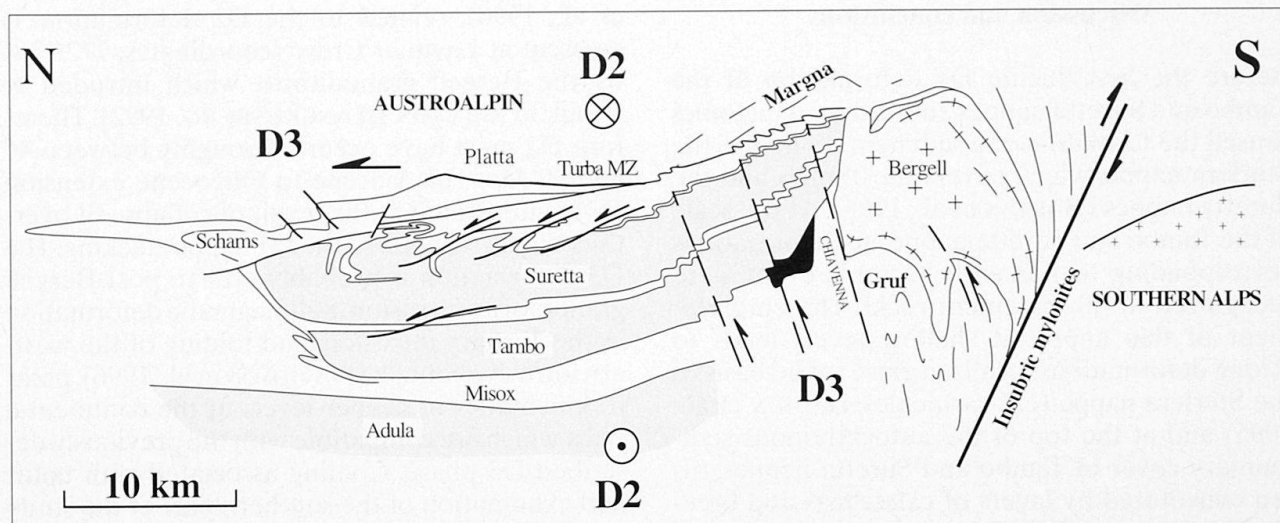 N
D2
S
AUSTROALPIN
Margna
D3
Platta
Turba MZ
Bergell
Schams
Suretta
CHIAVENNA
Gruf
SOUTHERN ALPS
Tambo
Insubric mylonites
D3
Misox
Adula
10 km
D2